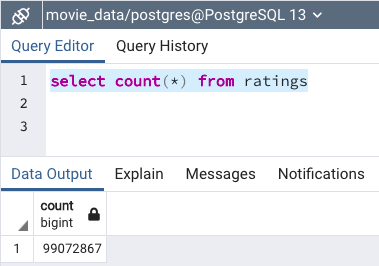 movie_data/postgres@PostgreSQL 13
Query Editor Query History
1 select count(*) from ratings
2
3
Data Output Explain Messages Notifications
count
bigint
1 99072867